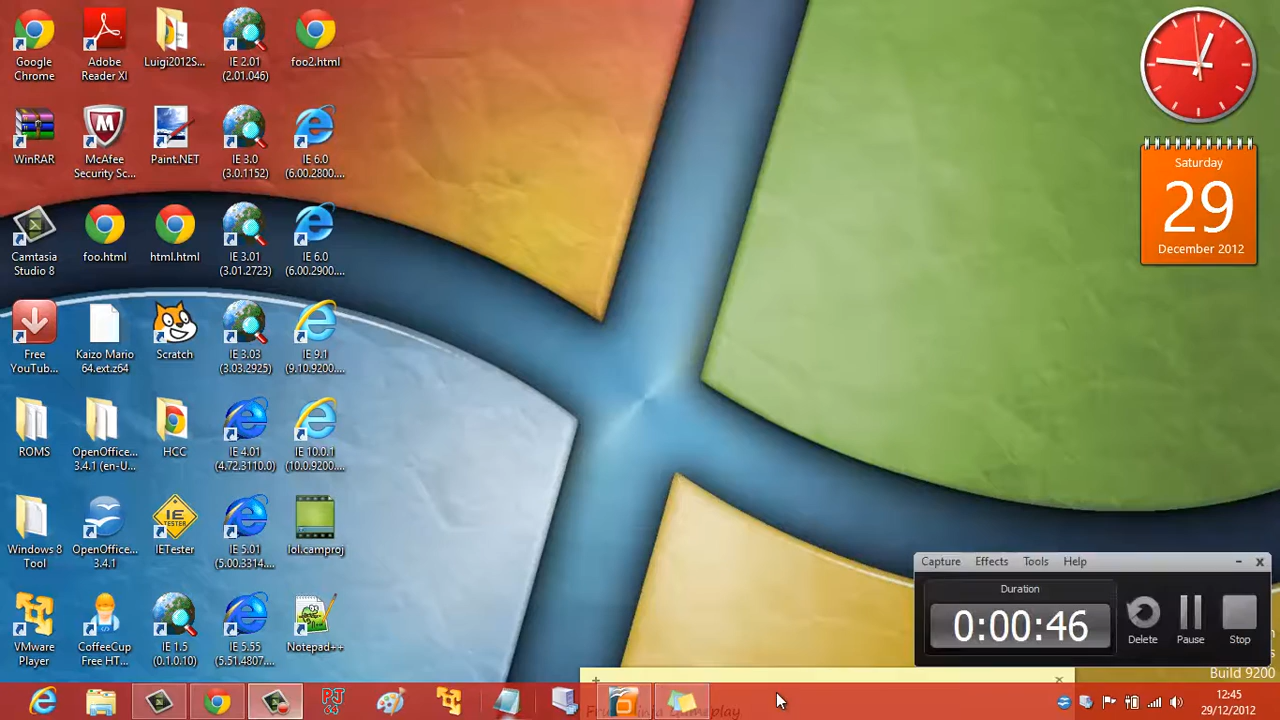 Google
Chrome
Adobe
Reader XI
Luigi2012S...
IE 2.01
(2.01.046)
foo2.html
WinRAR
McAfee
Security Sc...
Paint.NET
IE 3.0
(3.0.1152)
IE 6.0
(6.00.2800....
Camtasia
Studio 8
foo.html
html.html
IE 3.01
(3.01.2723)
IE 6.0
(6.00.2900....
Free
YouTub...
Kaizo Mario
64.ext.z64
Scratch
IE 3.03
(3.03.2925)
IE 9.1
(9.10.9200....
ROMS
OpenOffice...
3.4.1 (en-U...
HCC
IE 4.01
(4.72.3110.0)
IE 10.0.1
(10.0.9200....
Windows 8
Tool
OpenOffice...
3.4.1
IE
TESTER
IETester
IE 5.01
(5.00.3314....
lol.camproj
VMware
Player
CoffeeCup
Free HT...
IE 1.5
(0.1.0.10)
IE 5.55
(5.51.4807....
Notepad++
Saturday
29
December 2012
Capture Effects Tools Help
Duration
0:00:46
Delete Pause Stop
Build 9200
PJ
64
Gameplay
12:45
29/12/2012